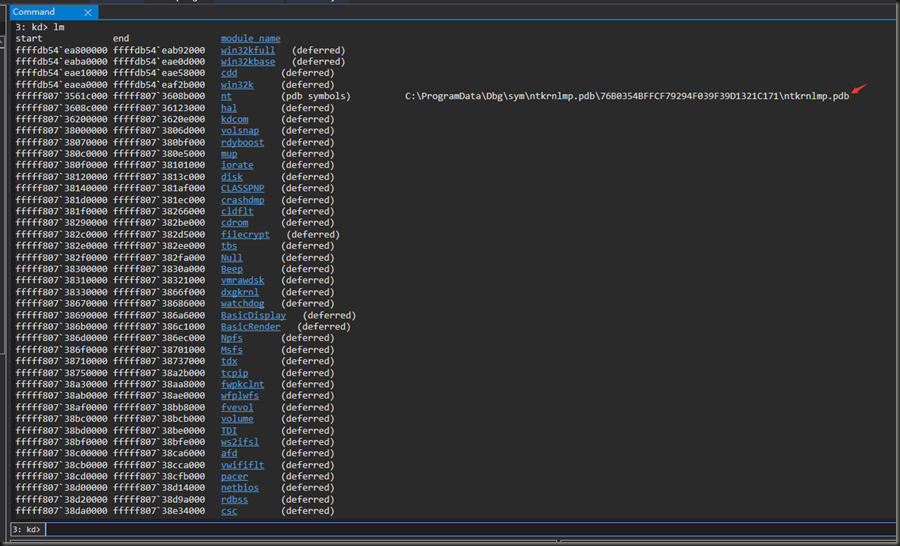 Command
3: kd> lm
start end module name
ffffdb54`ea800000 ffffdb54`eab92000 win32kfull (deferred)
ffffdb54`eaba0000 ffffdb54`eae0d000 win32kbase (deferred)
ffffdb54`eae10000 ffffdb54`eae58000 cdd (deferred)
ffffdb54`eaea0000 ffffdb54`eaf2b000 win32k (deferred)
fffff807`3561c000 fffff807`3608b000 nt (pdb symbols) C:\ProgramData\Dbg\sym\ntkrnlmp.pdb\76B0354BFFCF79294F039F39D1321C171\ntkrnlmp.pdb
fffff807`3608c000 fffff807`36123000 hal (deferred)
fffff807`36200000 fffff807`3620e000 kdcom (deferred)
fffff807`38000000 fffff807`3806d000 volsnap (deferred)
fffff807`38070000 fffff807`380bf000 rdyboost (deferred)
fffff807`380c0000 fffff807`380e5000 mup (deferred)
fffff807`380f0000 fffff807`38101000 iorate (deferred)
fffff807`38120000 fffff807`3813c000 disk (deferred)
fffff807`38140000 fffff807`381af000 CLASSPNP (deferred)
fffff807`381d0000 fffff807`381ec000 crashdmp (deferred)
fffff807`381f0000 fffff807`38266000 cldflt (deferred)
fffff807`38290000 fffff807`382be000 cdrom (deferred)
fffff807`382c0000 fffff807`382d5000 filecrypt (deferred)
fffff807`382e0000 fffff807`382ee000 tbs (deferred)
fffff807`382f0000 fffff807`382fa000 Null (deferred)
fffff807`38300000 fffff807`3830a000 Beep (deferred)
fffff807`38310000 fffff807`38321000 vmrawdsk (deferred)
fffff807`38330000 fffff807`3866f000 dxgkrnl (deferred)
fffff807`38670000 fffff807`38686000 watchdog (deferred)
fffff807`38690000 fffff807`386a6000 BasicDisplay (deferred)
fffff807`386b0000 fffff807`386c1000 BasicRender (deferred)
fffff807`386d0000 fffff807`386ec000 Npfs (deferred)
fffff807`386f0000 fffff807`38701000 Msfs (deferred)
fffff807`38710000 fffff807`38737000 tdx (deferred)
fffff807`38750000 fffff807`38a2b000 tcpip (deferred)
fffff807`38a30000 fffff807`38aa8000 fwpkclnt (deferred)
fffff807`38ab0000 fffff807`38ae0000 wfplwfs (deferred)
fffff807`38af0000 fffff807`38bb8000 fvevol (deferred)
fffff807`38bc0000 fffff807`38bcb000 volume (deferred)
fffff807`38bd0000 fffff807`38be0000 TDI (deferred)
fffff807`38bf0000 fffff807`38bfe000 ws2ifsl (deferred)
fffff807`38c00000 fffff807`38ca6000 afd (deferred)
fffff807`38cb0000 fffff807`38cca000 vwififlt (deferred)
fffff807`38cd0000 fffff807`38cfb000 pacer (deferred)
fffff807`38d00000 fffff807`38d14000 netbios (deferred)
fffff807`38d20000 fffff807`38d9a000 rdbss (deferred)
fffff807`38da0000 fffff807`38e34000 csc (deferred)
3: kd>